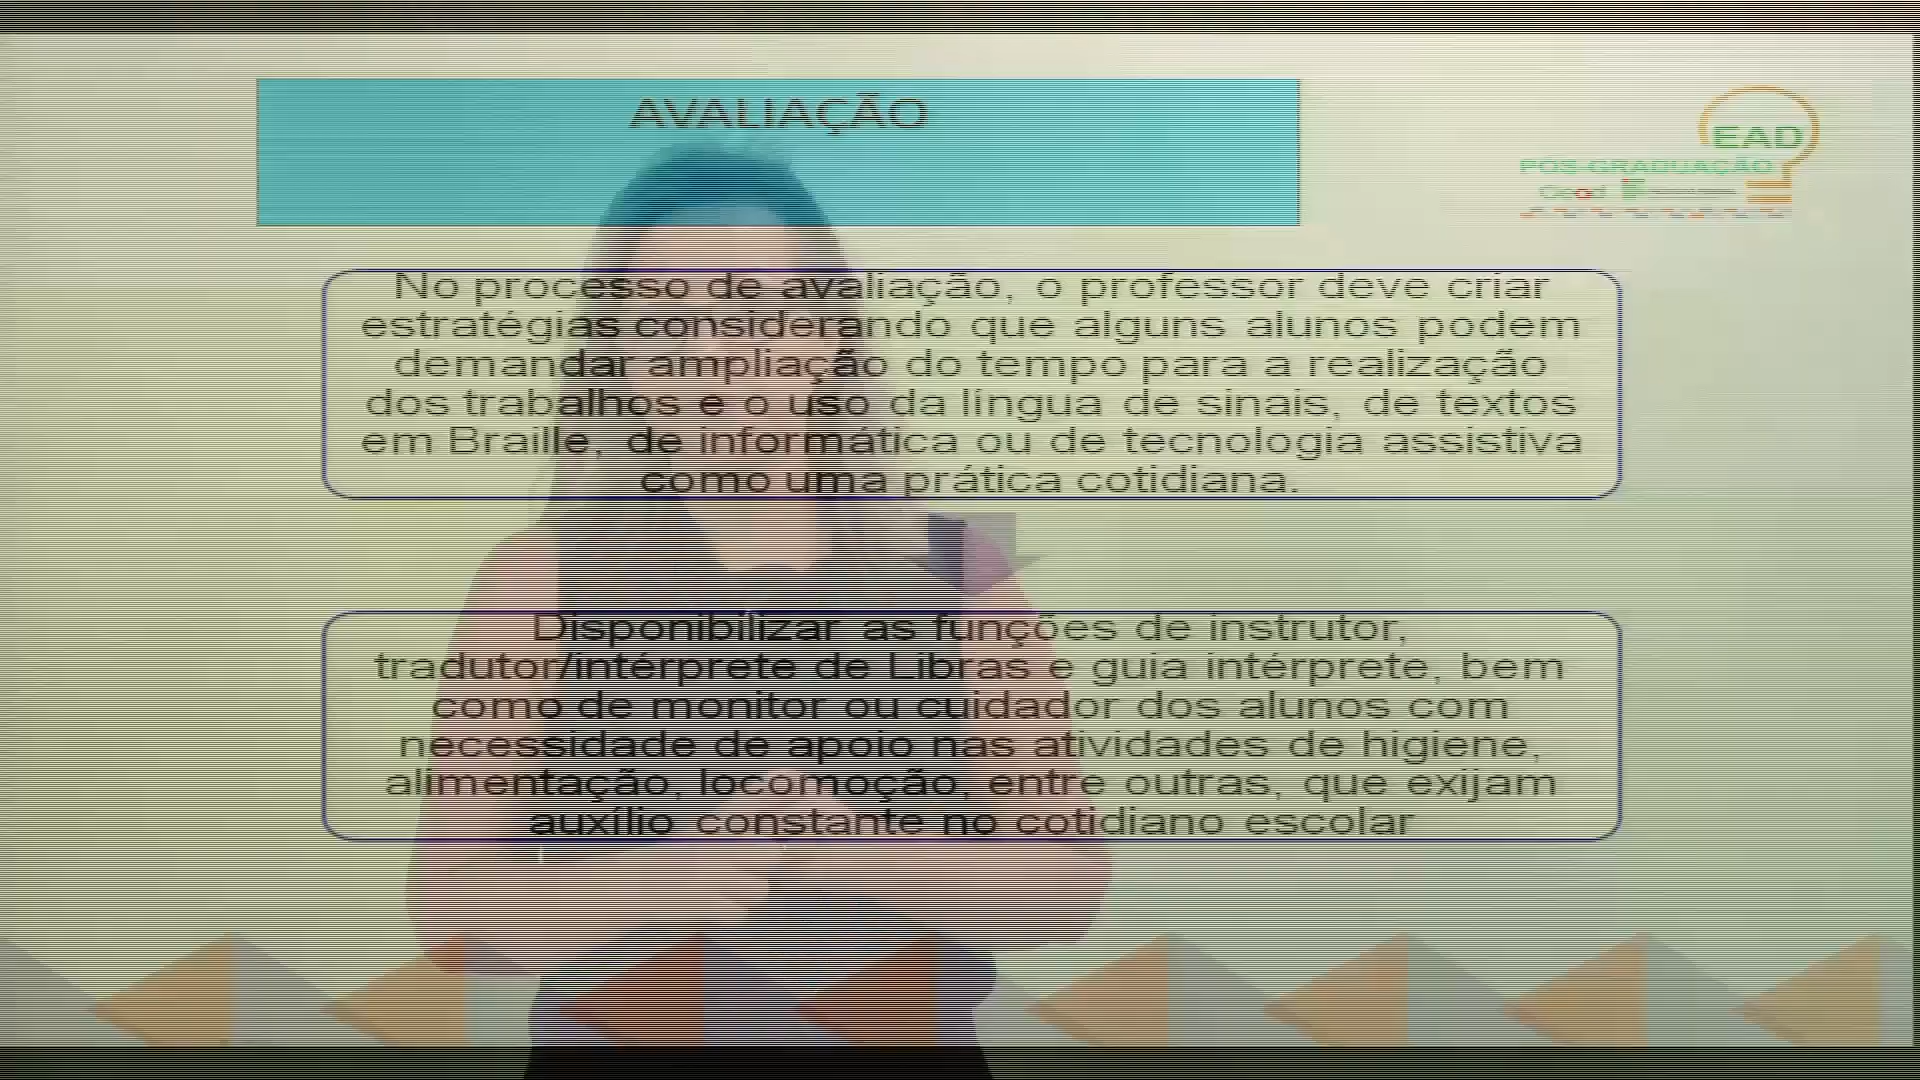 AVALIAÇÃO
EAD
PÓS-GRADUAÇÃO
Cead
No processo de avaliação, o professor deve criar
estratégias considerando que alguns alunos podem
demandar ampliação do tempo para a realização
dos trabalhos e o uso da língua de sinais, de textos
em Braille, de informática ou de tecnologia assistiva
como uma prática cotidiana.
Disponibilizar as funções de instrutor,
tradutor/intérprete de Libras e guia intérprete, bem
como de monitor ou cuidador dos alunos com
necessidade de apoio nas atividades de higiene,
alimentação, locomoção, entre outras, que exijam
auxílio constante no cotidiano escolar